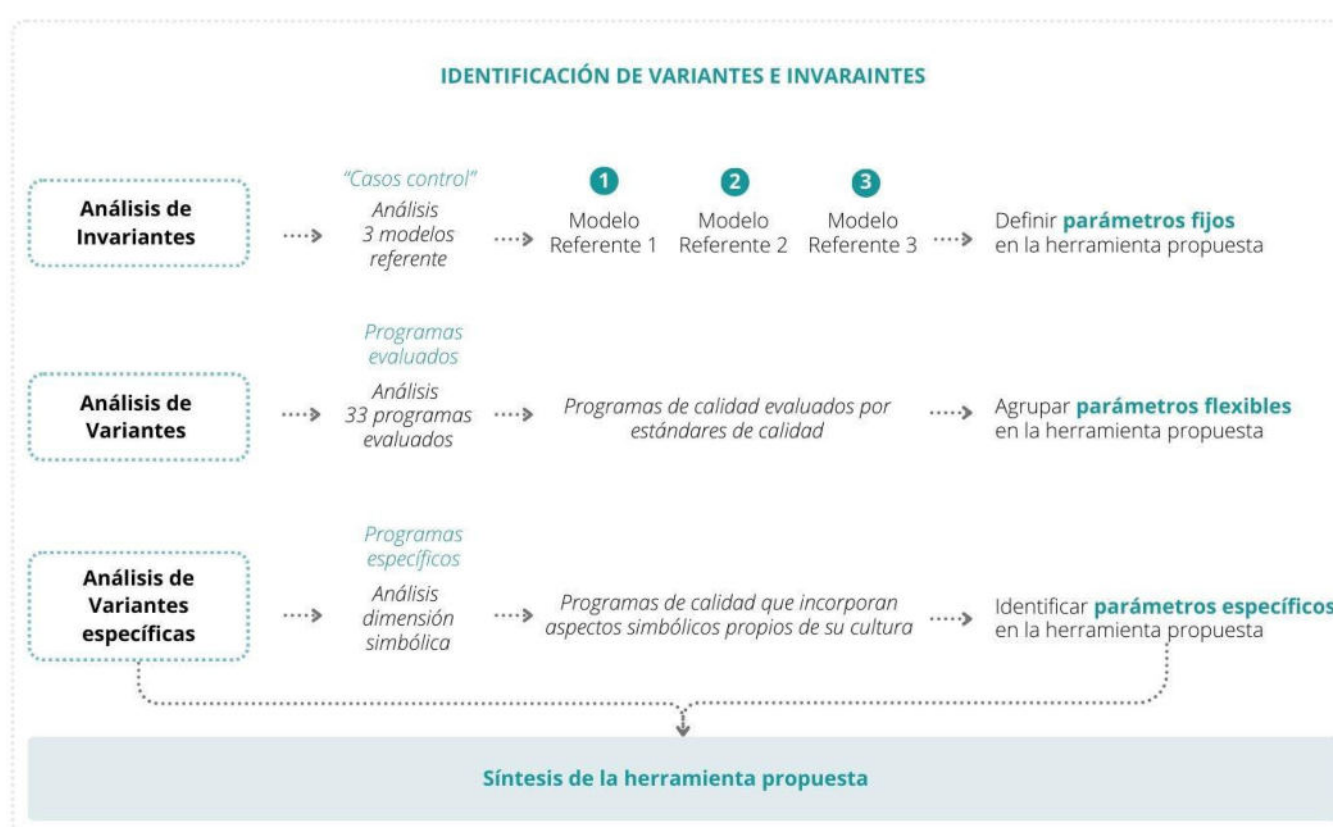 IDENTIFICACIÓN DE VARIANTES E INVARAINTES
Análisis de
Invariantes
“Casos control”
Análisis
3 modelos
referente
1
Modelo
Referente 1
2
Modelo
Referente 2
3
Modelo
Referente 3
Definir parámetros fijos
en la herramienta propuesta
Análisis de
Variantes
Programas
evaluados
Análisis
33 programas
evaluados
Programas de calidad evaluados por
estándares de calidad
Agrupar parámetros flexibles
en la herramienta propuesta
Análisis de
Variantes
específicas
Programas
específicos
Análisis
dimensión
simbólica
Programas de calidad que incorporan
aspectos simbólicos propios de su cultura
Identificar parámetros específicos
en la herramienta propuesta
Síntesis de la herramienta propuesta